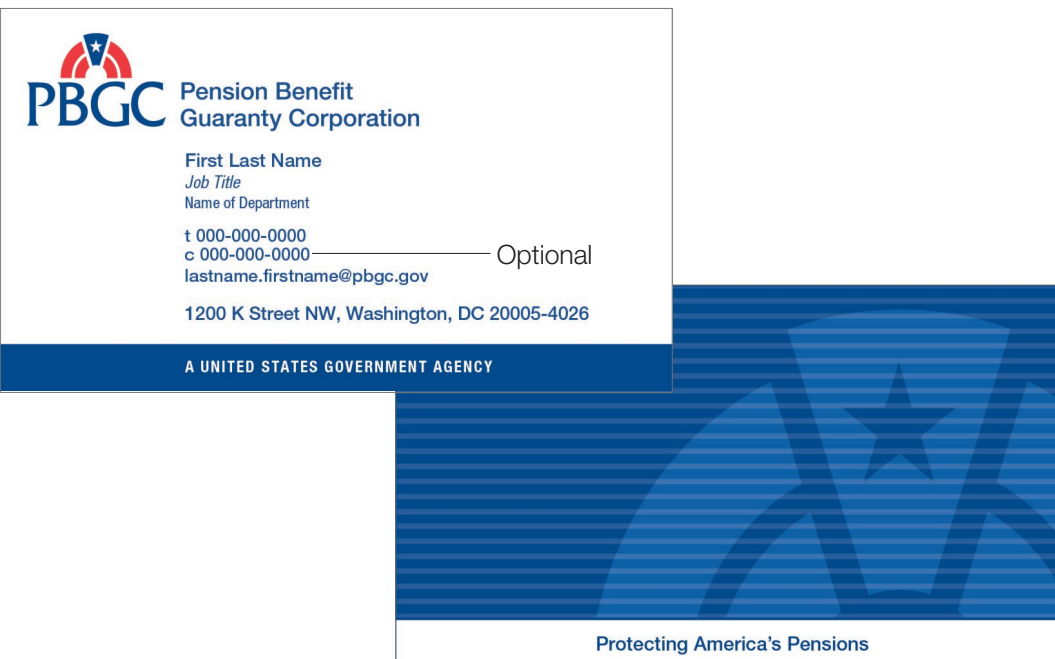 PBGC
Pension Benefit
Guaranty Corporation
First Last Name
Job Title
Name of Department
t 000-000-0000
c 000-000-0000
Optional
lastname.firstname@pbgc.gov
1200 K Street NW, Washington, DC 20005-4026
A UNITED STATES GOVERNMENT AGENCY
Protecting America's Pensions